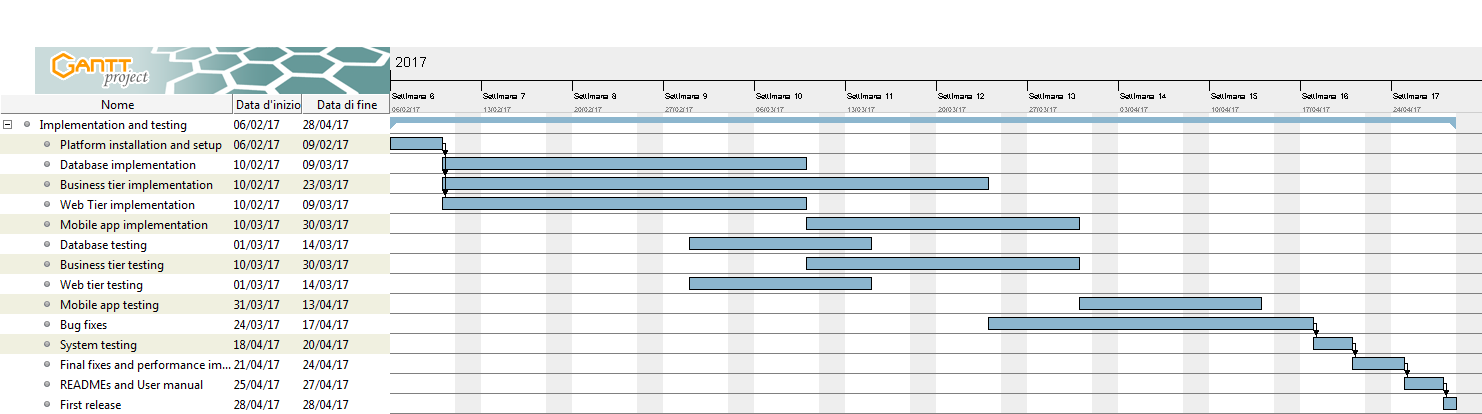 GANTT
project
2017
Settimana 6 Settimana 7 Settimana 8 Settimana 9 Settimana 10 Settimana 11 Settimana 12 Settimana 13 Settimana 14 Settimana 15 Settimana 16 Settimana 17
Nome Data d'inizio Data di fine
06/02/17 13/02/17 20/02/17 27/02/17 06/03/17 13/03/17 20/03/17 27/03/17 03/04/17 10/04/17 17/04/17 24/04/17
Implementation and testing 06/02/17 28/04/17
Platform installation and setup 06/02/17 09/02/17
Database implementation 10/02/17 09/03/17
Business tier implementation 10/02/17 23/03/17
Web Tier implementation 10/02/17 09/03/17
Mobile app implementation 10/03/17 30/03/17
Database testing 01/03/17 14/03/17
Business tier testing 10/03/17 30/03/17
Web tier testing 01/03/17 14/03/17
Mobile app testing 31/03/17 13/04/17
Bug fixes 24/03/17 17/04/17
System testing 18/04/17 20/04/17
Final fixes and performance im... 21/04/17 24/04/17
READMEs and User manual 25/04/17 27/04/17
First release 28/04/17 28/04/17